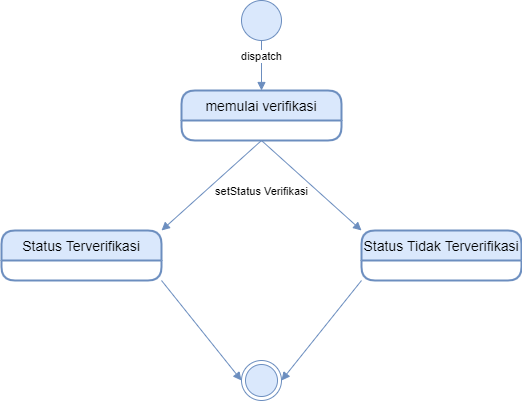 dispatch
memulai verifikasi
setStatus Verifikasi
Status Terverifikasi
Status Tidak Terverifikasi